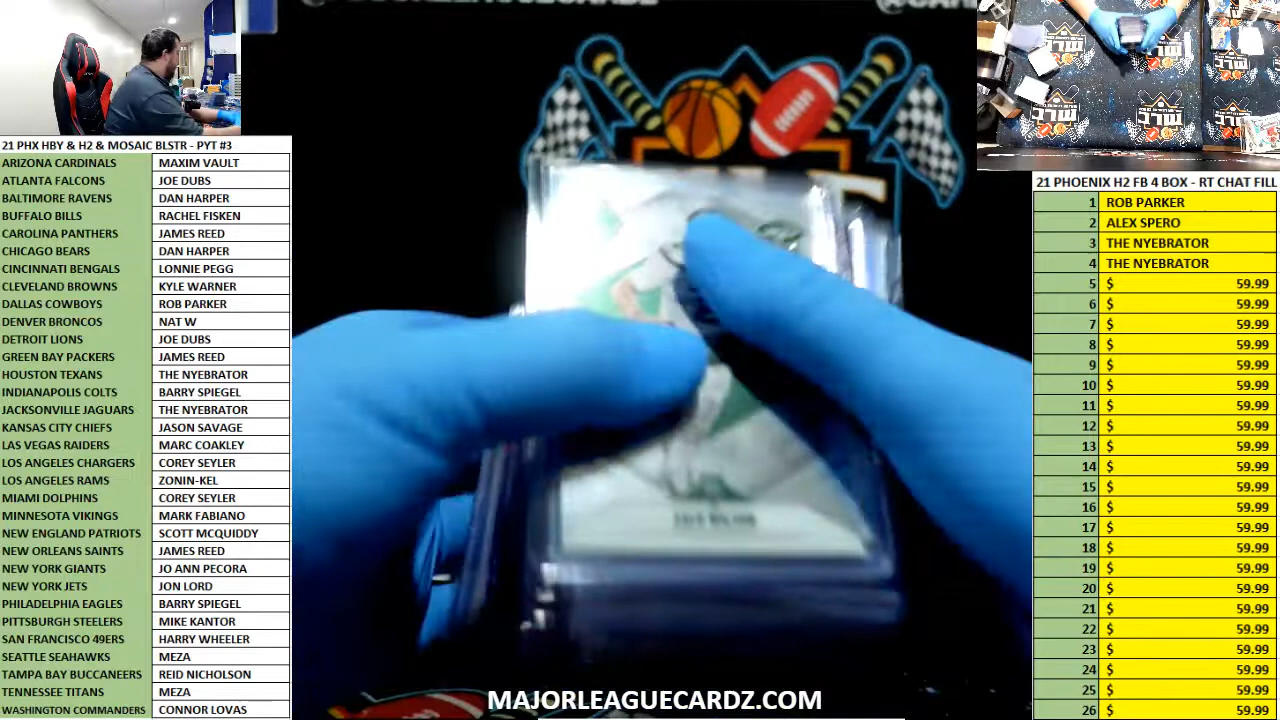 21 PHX HBY & H2 & MOSAIC BLSTR - PYT #3
ARIZONA CARDINALS MAXIM VAULT
ATLANTA FALCONS JOE DUBS
BALTIMORE RAVENS DAN HARPER
BUFFALO BILLS RACHEL FISKEN
CAROLINA PANTHERS JAMES REED
CHICAGO BEARS DAN HARPER
CINCINNATI BENGALS LONNIE PEGG
CLEVELAND BROWNS KYLE WARNER
DALLAS COWBOYS ROB PARKER
DENVER BRONCOS NAT W
DETROIT LIONS JOE DUBS
GREEN BAY PACKERS JAMES REED
HOUSTON TEXANS THE NYEBRATOR
INDIANAPOLIS COLTS BARRY SPIEGEL
JACKSONVILLE JAGUARS THE NYEBRATOR
KANSAS CITY CHIEFS JASON SAVAGE
LAS VEGAS RAIDERS MARC COAKLEY
LOS ANGELES CHARGERS COREY SEYLER
LOS ANGELES RAMS ZONIN-KEL
MIAMI DOLPHINS COREY SEYLER
MINNESOTA VIKINGS MARK FABIANO
NEW ENGLAND PATRIOTS SCOTT MCQUIDDY
NEW ORLEANS SAINTS JAMES REED
NEW YORK GIANTS JO ANN PECORA
NEW YORK JETS JON LORD
PHILADELPHIA EAGLES BARRY SPIEGEL
PITTSBURGH STEELERS MIKE KANTOR
SAN FRANCISCO 49ERS HARRY WHEELER
SEATTLE SEAHAWKS MEZA
TAMPA BAY BUCCANEERS REID NICHOLSON
TENNESSEE TITANS MEZA
WASHINGTON COMMANDERS CONNOR LOVAS
MAJORLEAGUECARDZ.COM
21 PHOENIX H2 FB 4 BOX - RT CHAT FILL
1 ROB PARKER
2 ALEX SPERO
3 THE NYEBRATOR
4 THE NYEBRATOR
5 $ 59.99
6 $ 59.99
7 $ 59.99
8 $ 59.99
9 $ 59.99
10 $ 59.99
11 $ 59.99
12 $ 59.99
13 $ 59.99
14 $ 59.99
15 $ 59.99
16 $ 59.99
17 $ 59.99
18 $ 59.99
19 $ 59.99
20 $ 59.99
21 $ 59.99
22 $ 59.99
23 $ 59.99
24 $ 59.99
25 $ 59.99
26 $ 59.99